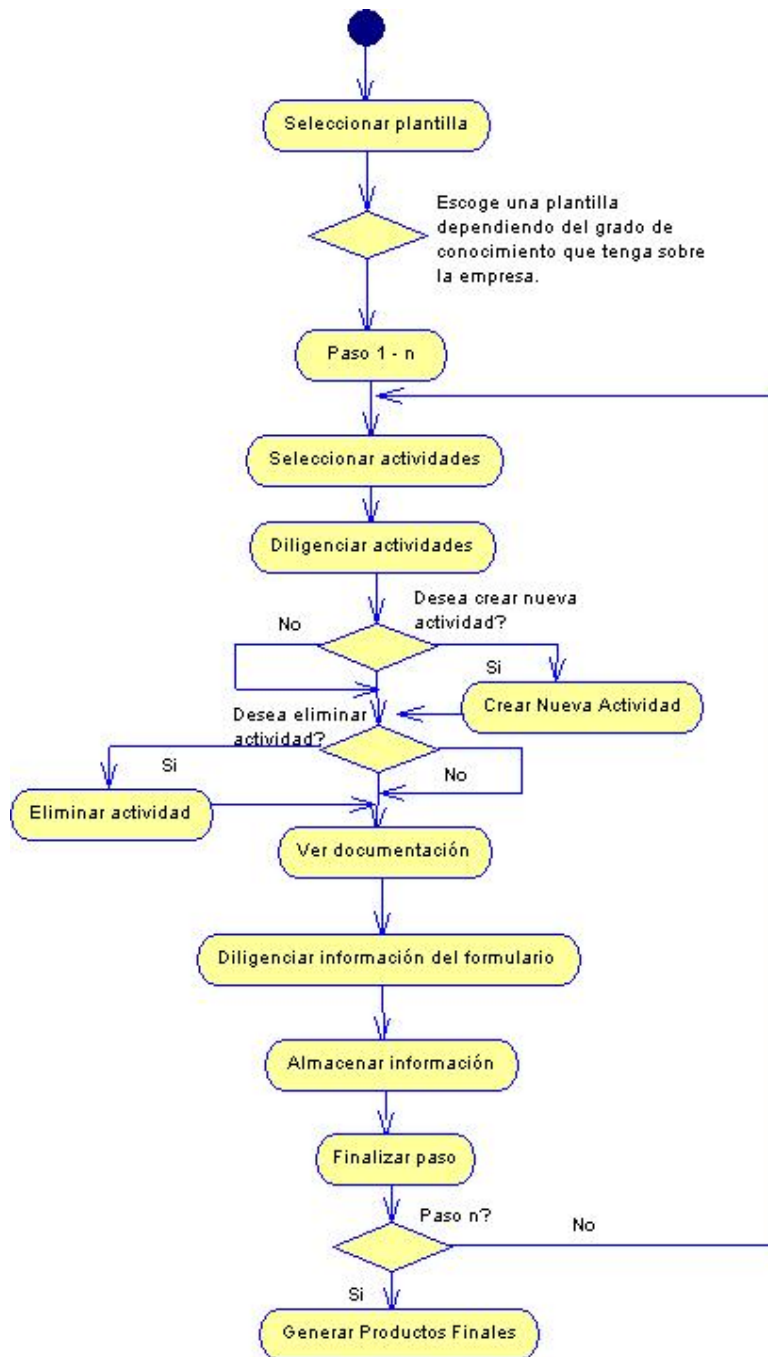 Seleccionar plantilla
Escoge una plantilla
dependiendo del grado de
conocimiento que tenga sobre
la empresa.
Paso 1 - n
Seleccionar actividades
Diligenciar actividades
Desea crear nueva
actividad?
No
Si
Crear Nueva Actividad
Desea eliminar
actividad?
Si
No
Eliminar actividad
Ver documentación
Diligenciar información del formulario
Almacenar información
Finalizar paso
Paso n?
No
Si
Generar Productos Finales